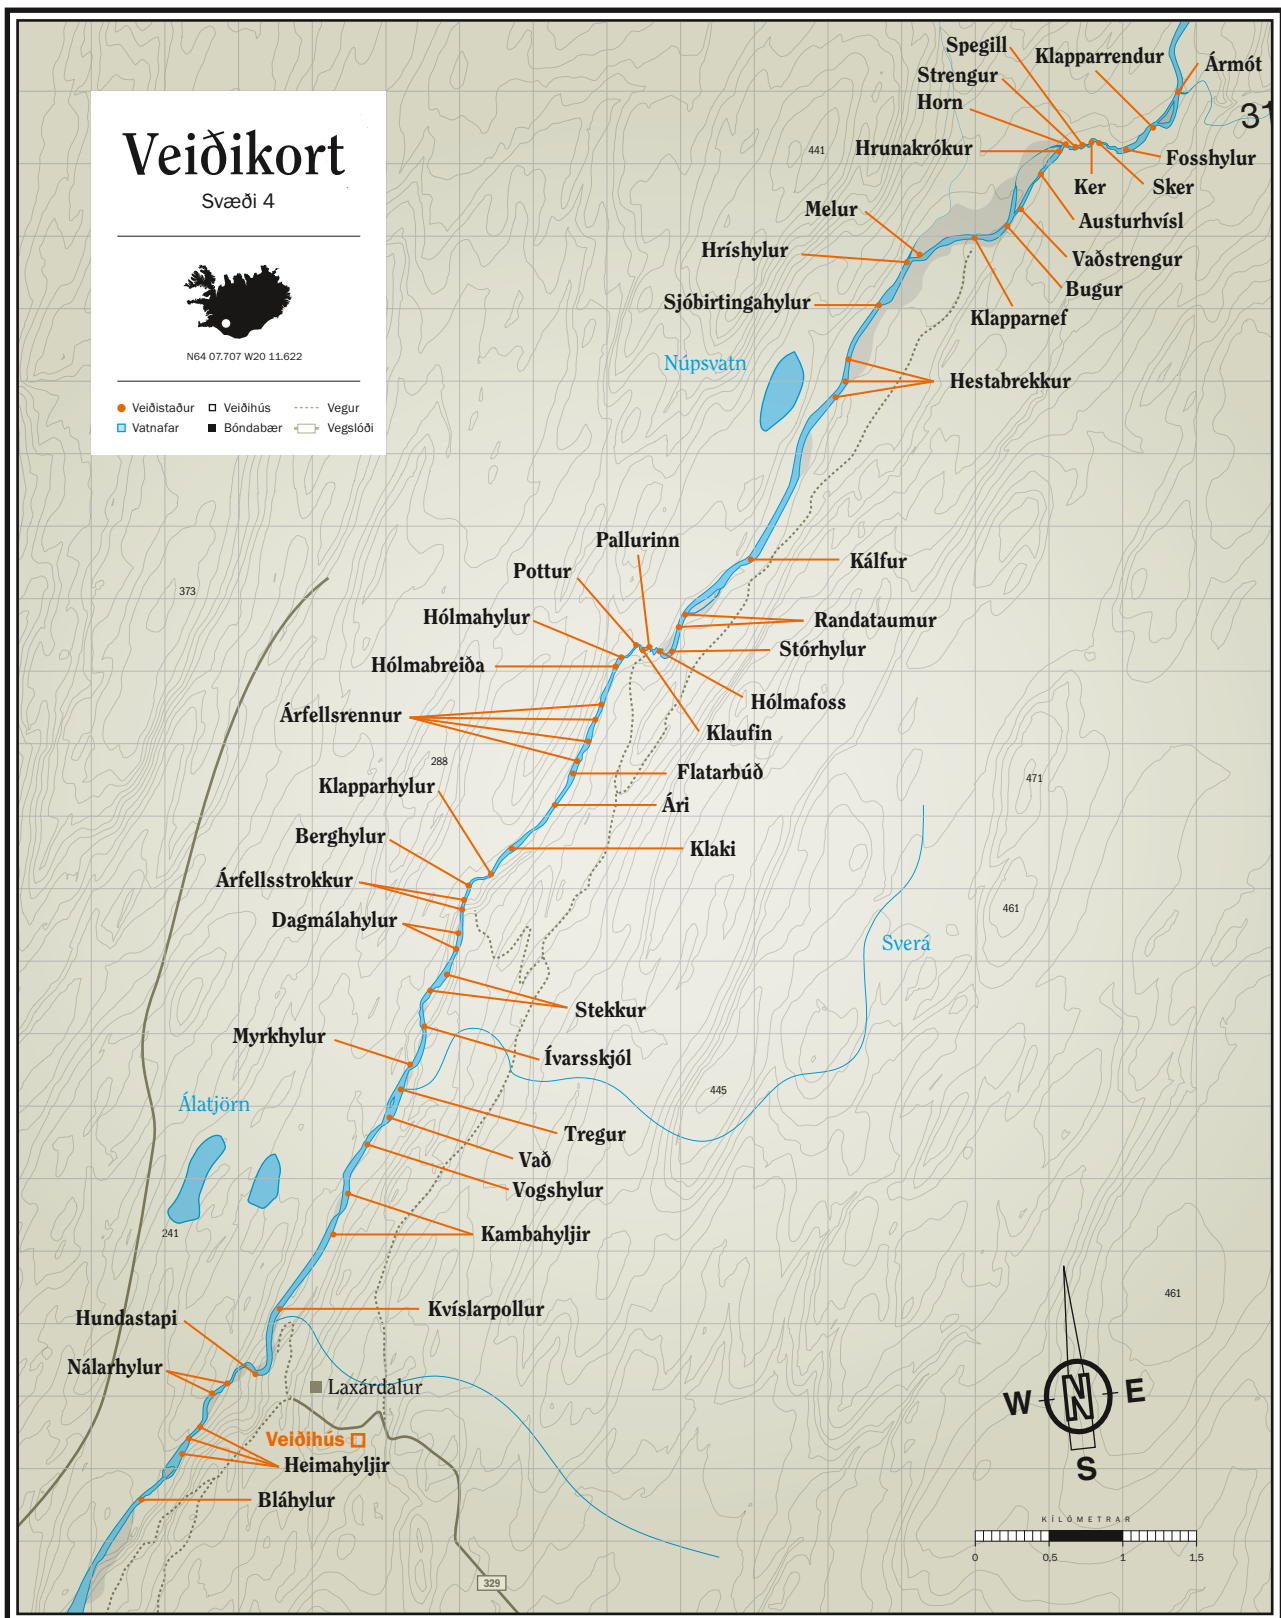 Spegill
Klapparrendur
Ármót
Strengur
Horn
31
Hrunakrókur
441
Fosshylur
Ker
Sker
Melur
Austurhvísl
Hríshylur
Vaðstrengur
Bugur
Sjóbirtingahylur
Klapparnef
Veiðikort
Svæði 4
N64 07.707 W20 11.622
Veiðistaður
Veiðihús
Vegur
Vatnafar
Bóndabær
Vegslóði
Núpsvatn
Hestabrekkur
Pallurinn
Kálfur
Pottur
373
Hólmahylur
Randataumur
Stórhylur
Hólmabreiða
Hólmafoss
Árfellsrennur
Klaufin
288
Flatarbúð
471
Klapparhylur
Ári
Berghylur
Klaki
Árfellsstrokkur
461
Dagmálahylur
Sverá
Stekkur
Myrkhylur
Ívarsskjól
445
Álatjörn
Tregur
Vað
Vogshylur
241
Kambahyljir
461
Kvíslarpollur
Hundastapi
Nálarhylur
Laxárdalur
W
N
E
S
Veiðihús
Heimahyljir
Bláhylur
KÍLÓMETRAR
0
0,5
1
1,5
329